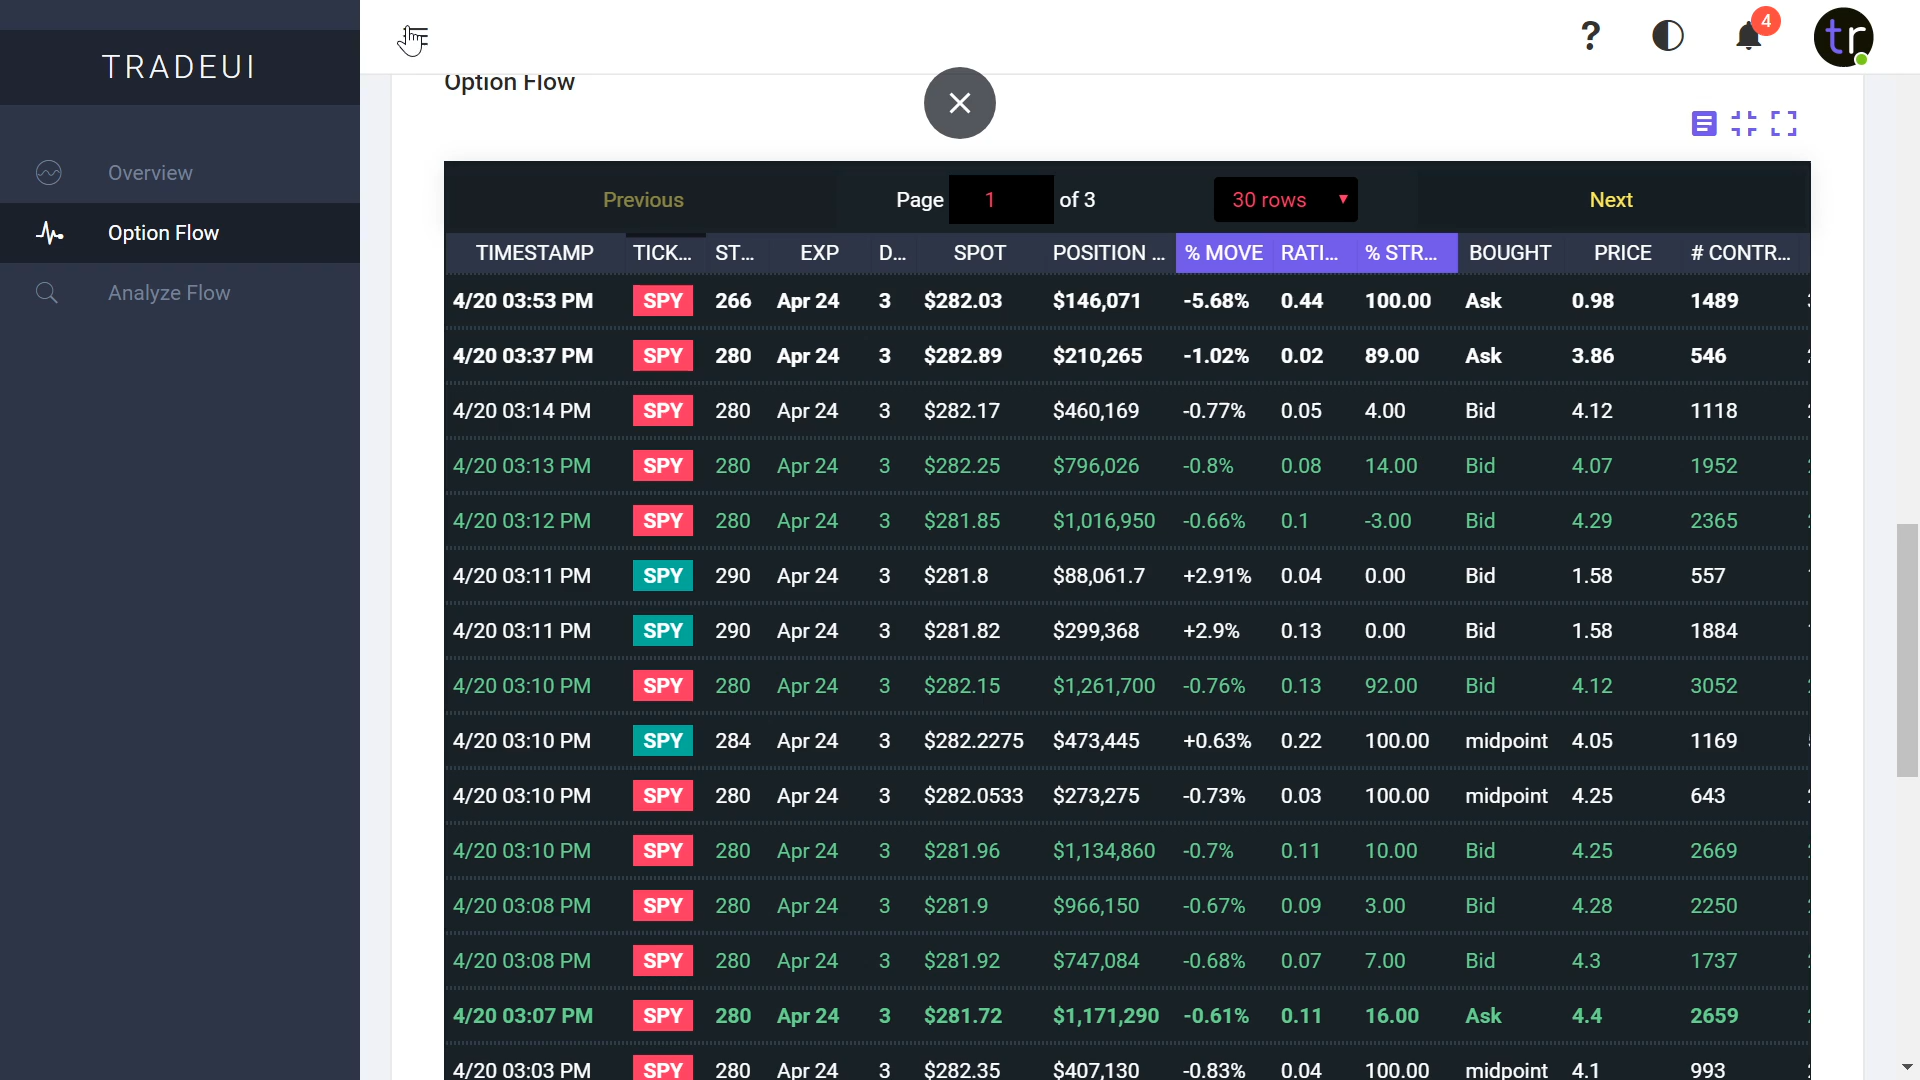 TRADEUI
? 4 tr
Overview
Option Flow
Analyze Flow
Option Flow
Previous Page 1 of 3 30 rows Next
TIMESTAMP TICK... ST... EXP D... SPOT POSITION ... % MOVE RATI... % STR... BOUGHT PRICE # CONTR...
4/20 03:53 PM SPY 266 Apr 24 3 $282.03 $146,071 -5.68% 0.44 100.00 Ask 0.98 1489
4/20 03:37 PM SPY 280 Apr 24 3 $282.89 $210,265 -1.02% 0.02 89.00 Ask 3.86 546
4/20 03:14 PM SPY 280 Apr 24 3 $282.17 $460,169 -0.77% 0.05 4.00 Bid 4.12 1118
4/20 03:13 PM SPY 280 Apr 24 3 $282.25 $796,026 -0.8% 0.08 14.00 Bid 4.07 1952
4/20 03:12 PM SPY 280 Apr 24 3 $281.85 $1,016,950 -0.66% 0.1 -3.00 Bid 4.29 2365
4/20 03:11 PM SPY 290 Apr 24 3 $281.8 $88,061.7 +2.91% 0.04 0.00 Bid 1.58 557
4/20 03:11 PM SPY 290 Apr 24 3 $281.82 $299,368 +2.9% 0.13 0.00 Bid 1.58 1884
4/20 03:10 PM SPY 280 Apr 24 3 $282.15 $1,261,700 -0.76% 0.13 92.00 Bid 4.12 3052
4/20 03:10 PM SPY 284 Apr 24 3 $282.2275 $473,445 +0.63% 0.22 100.00 midpoint 4.05 1169
4/20 03:10 PM SPY 280 Apr 24 3 $282.0533 $273,275 -0.73% 0.03 100.00 midpoint 4.25 643
4/20 03:10 PM SPY 280 Apr 24 3 $281.96 $1,134,860 -0.7% 0.11 10.00 Bid 4.25 2669
4/20 03:08 PM SPY 280 Apr 24 3 $281.9 $966,150 -0.67% 0.09 3.00 Bid 4.28 2250
4/20 03:08 PM SPY 280 Apr 24 3 $281.92 $747,084 -0.68% 0.07 7.00 Bid 4.3 1737
4/20 03:07 PM SPY 280 Apr 24 3 $281.72 $1,171,290 -0.61% 0.11 16.00 Ask 4.4 2659
4/20 03:03 PM SPY 280 Apr 24 3 $282.35 $407,130 -0.83% 0.04 100.00 midpoint 4.1 993